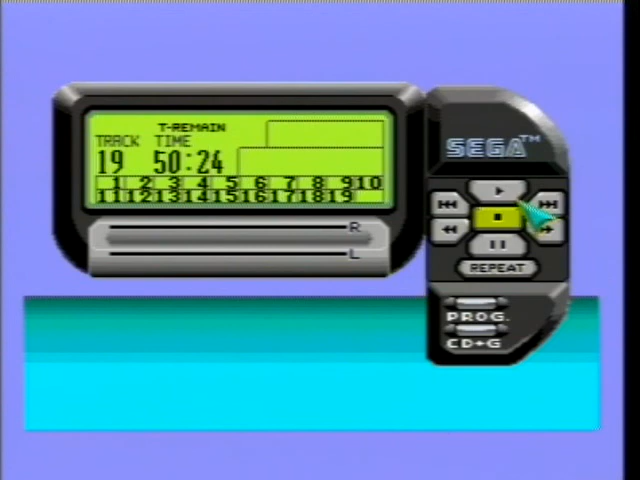 T-REMAIN
TRACK TIME
19 50:24
1 2 3 4 5 6 7 8 9 10
11 12 13 14 15 16 17 18 19
R
L
SEGA™
REPEAT
PROG.
CD+G